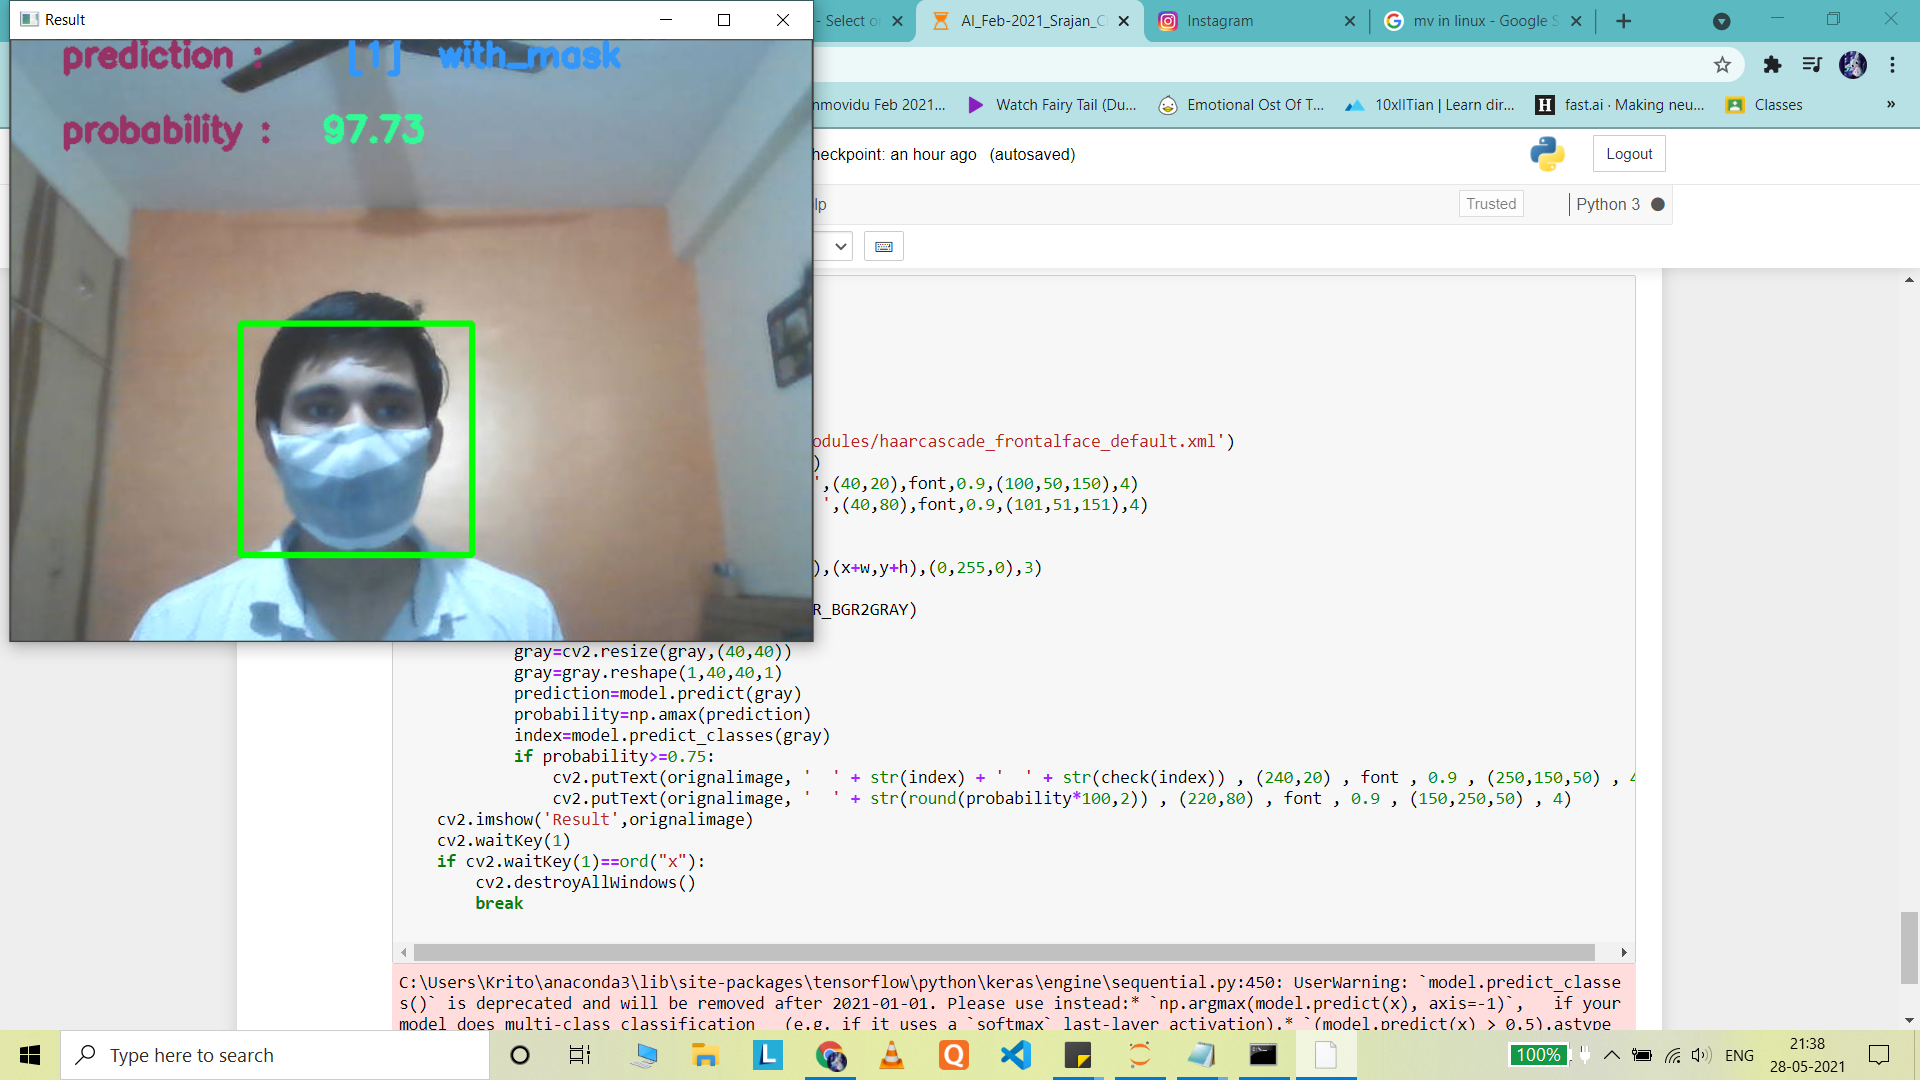 Result
prediction : [1] with_mask
probability : 97.73
- Select o
AI_Feb-2021_Srajan_C
Instagram
mv in linux - Google S
nmovidu Feb 2021...
Watch Fairy Tail (Du...
Emotional Ost Of T...
10xIITian | Learn dir...
H fast.ai · Making neu...
Classes
»
heckpoint: an hour ago (autosaved)
Logout
lp
Trusted
Python 3
odules/haarcascade_frontalface_default.xml')
)
',(40,20),font,0.9,(100,50,150),4)
',(40,80),font,0.9,(101,51,151),4)
),(x+w,y+h),(0,255,0),3)
R_BGR2GRAY)
gray=cv2.resize(gray,(40,40))
gray=gray.reshape(1,40,40,1)
prediction=model.predict(gray)
probability=np.amax(prediction)
index=model.predict_classes(gray)
if probability>=0.75:
cv2.putText(orignalimage, '  ' + str(index) + '  ' + str(check(index)) , (240,20) , font , 0.9 , (250,150,50) , 4
cv2.putText(orignalimage, '  ' + str(round(probability*100,2)) , (220,80) , font , 0.9 , (150,250,50) , 4)
cv2.imshow('Result',orignalimage)
cv2.waitKey(1)
if cv2.waitKey(1)==ord("x"):
cv2.destroyAllWindows()
break
C:\Users\Krito\anaconda3\lib\site-packages\tensorflow\python\keras\engine\sequential.py:450: UserWarning: `model.predict_classe
s()` is deprecated and will be removed after 2021-01-01. Please use instead:* `np.argmax(model.predict(x), axis=-1)`,   if your
model does multi-class classification   (e.g. if it uses a `softmax` last-layer activation).* `(model.predict(x) > 0.5).astype
Type here to search
L
Q
100%
ENG
21:38
28-05-2021